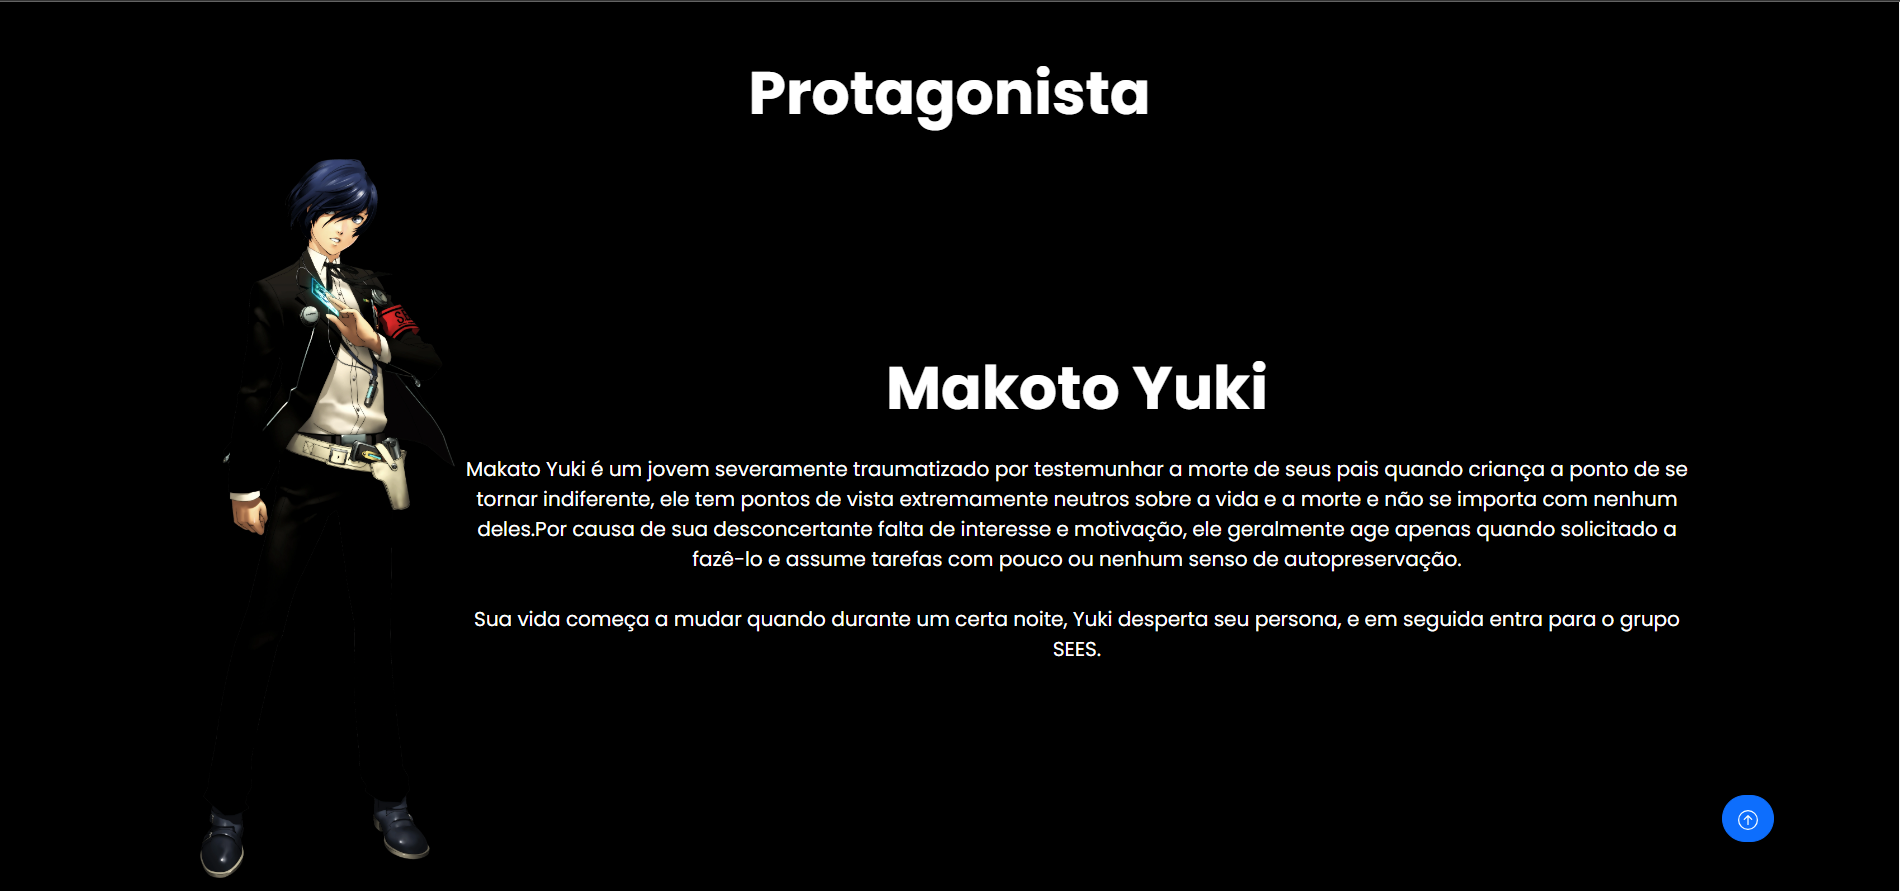 Protagonista
Makoto Yuki
Makato Yuki é um jovem severamente traumatizado por testemunhar a morte de seus pais quando criança a ponto de se
tornar indiferente, ele tem pontos de vista extremamente neutros sobre a vida e a morte e não se importa com nenhum
deles.Por causa de sua desconcertante falta de interesse e motivação, ele geralmente age apenas quando solicitado a
fazê-lo e assume tarefas com pouco ou nenhum senso de autopreservação.
Sua vida começa a mudar quando durante um certa noite, Yuki desperta seu persona, e em seguida entra para o grupo
SEES.